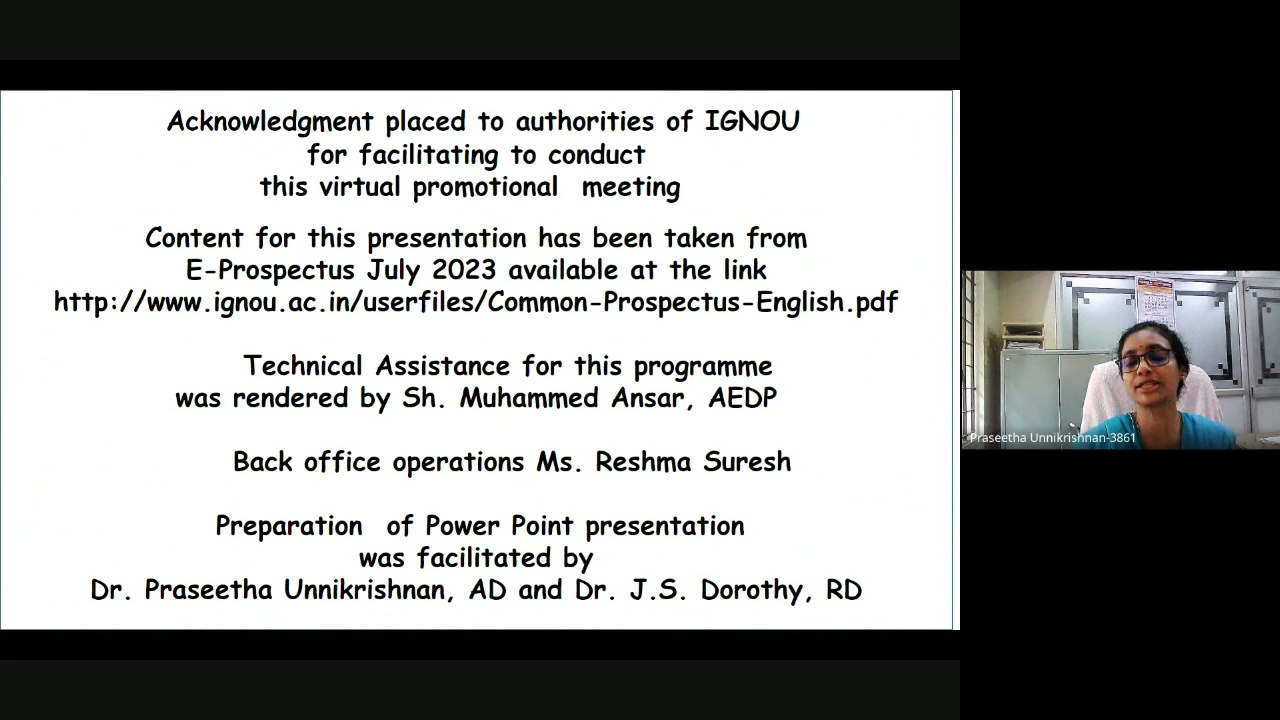 Acknowledgment placed to authorities of IGNOU
for facilitating to conduct
this virtual promotional meeting
Content for this presentation has been taken from
E-Prospectus July 2023 available at the link
http://www.ignou.ac.in/userfiles/Common-Prospectus-English.pdf
Technical Assistance for this programme
was rendered by Sh. Muhammed Ansar, AEDP
Back office operations Ms. Reshma Suresh
Preparation of Power Point presentation
was facilitated by
Dr. Praseetha Unnikrishnan, AD and Dr. J.S. Dorothy, RD
Praseetha Unnikrishnan-3861